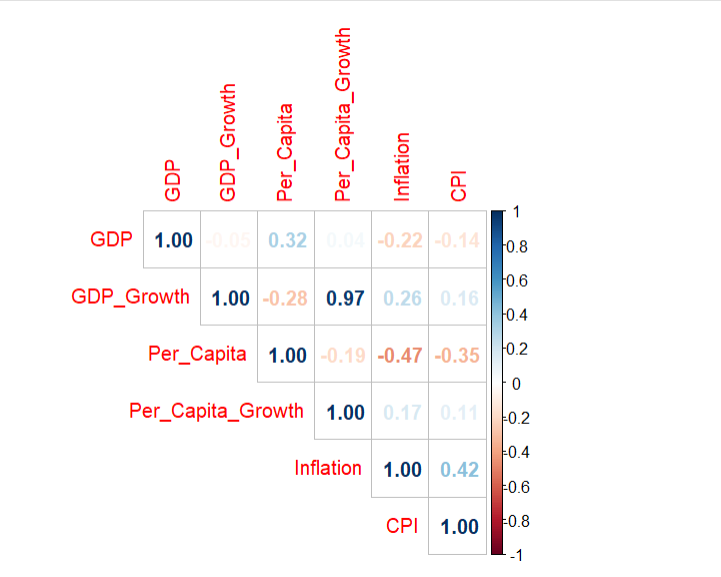 GDP
GDP_Growth
Per_Capita
Per_Capita_Growth
Inflation
CPI
GDP 1.00 -0.05 0.32 0.04 -0.22 -0.14
GDP_Growth 1.00 -0.28 0.97 0.26 0.16
Per_Capita 1.00 -0.19 -0.47 -0.35
Per_Capita_Growth 1.00 0.17 0.11
Inflation 1.00 0.42
CPI 1.00
1
0.8
0.6
0.4
0.2
0
-0.2
-0.4
-0.6
-0.8
-1